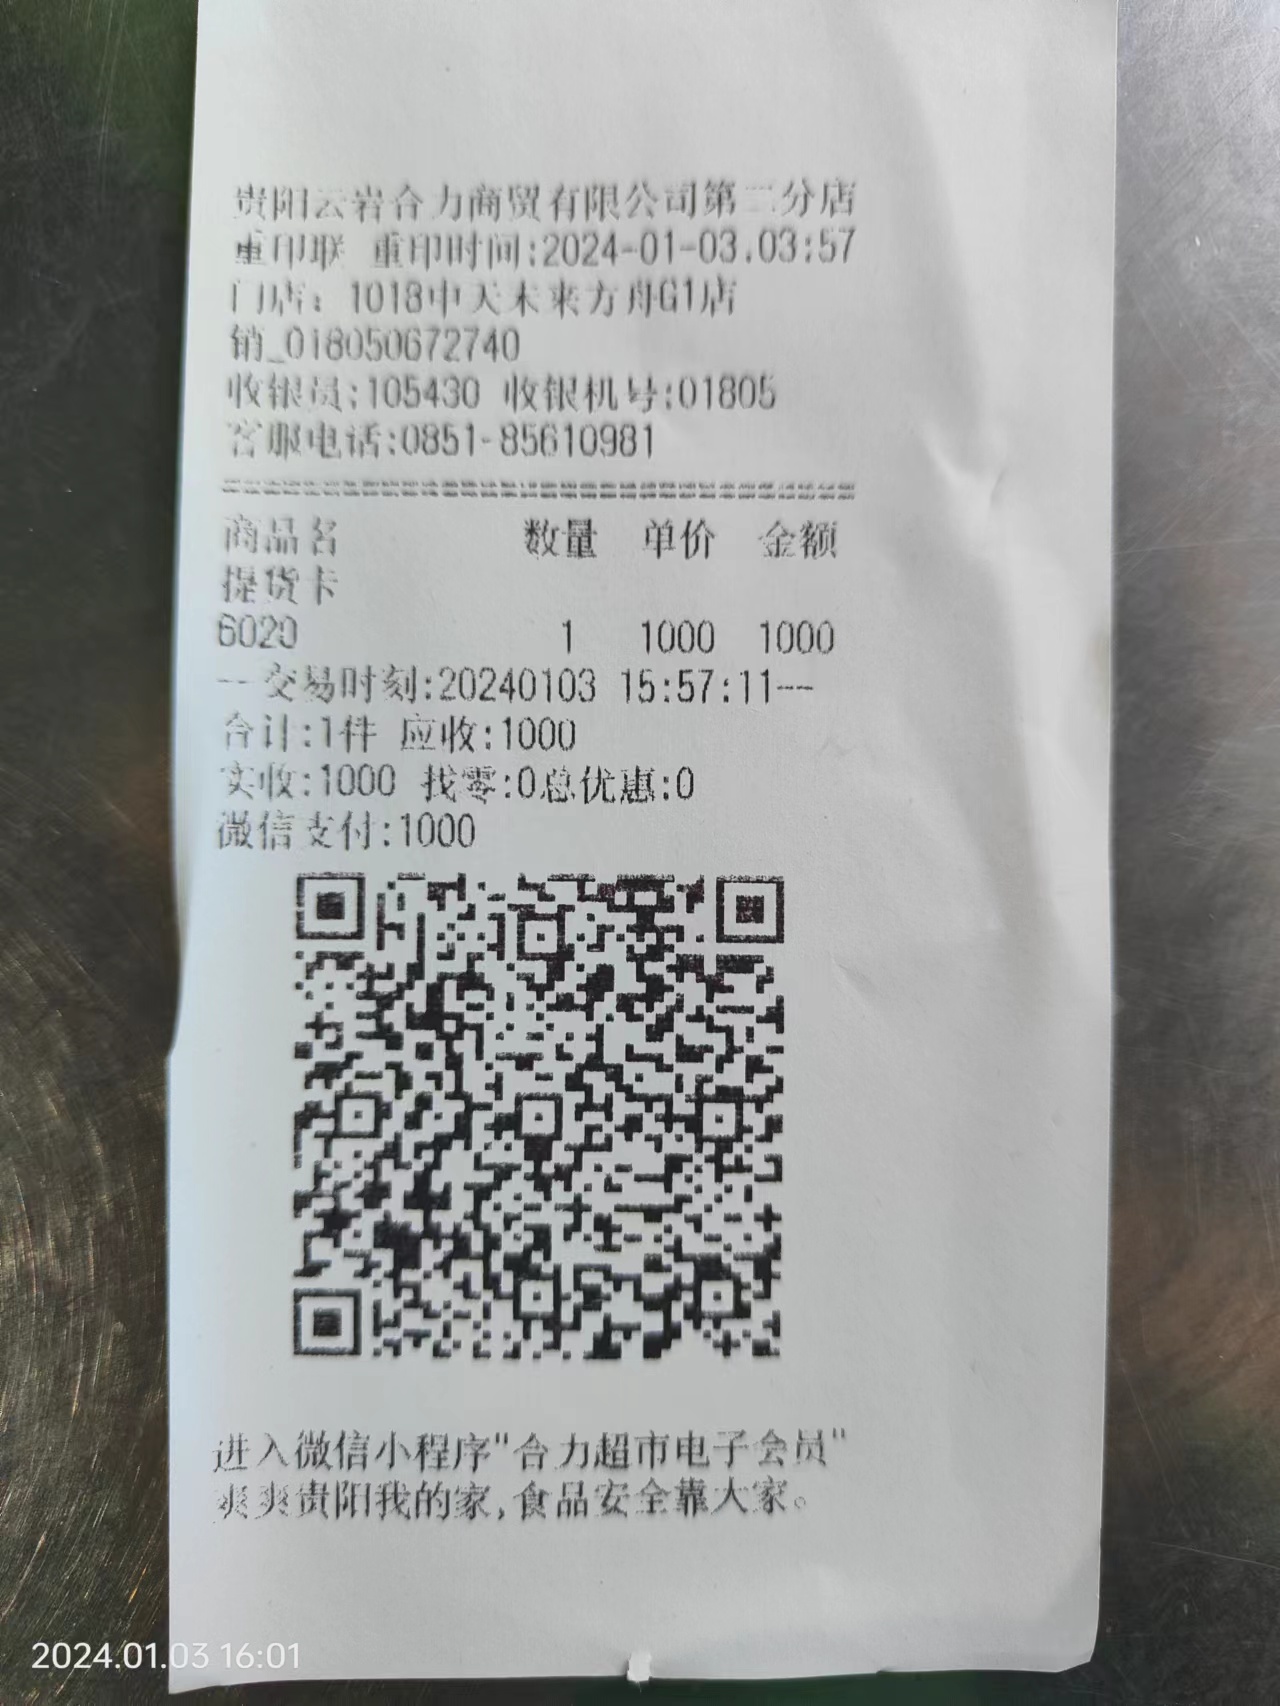 贵阳云岩合力商贸有限公司第二分店
重印联 重印时间:2024-01-03.03:57
门店: 1018中天未来方舟G1店
销_018050672740
收银员:105430 收银机号:01805
客服电话:0851-85610981
商品名 数量 单价 金额
提货卡
6020 1 1000 1000
--交易时刻:20240103 15:57:11--
合计:1件 应收:1000
实收:1000 找零:0总优惠:0
微信支付:1000
进入微信小程序"合力超市电子会员"
爽爽贵阳我的家,食品安全靠大家。
2024.01.03 16:01